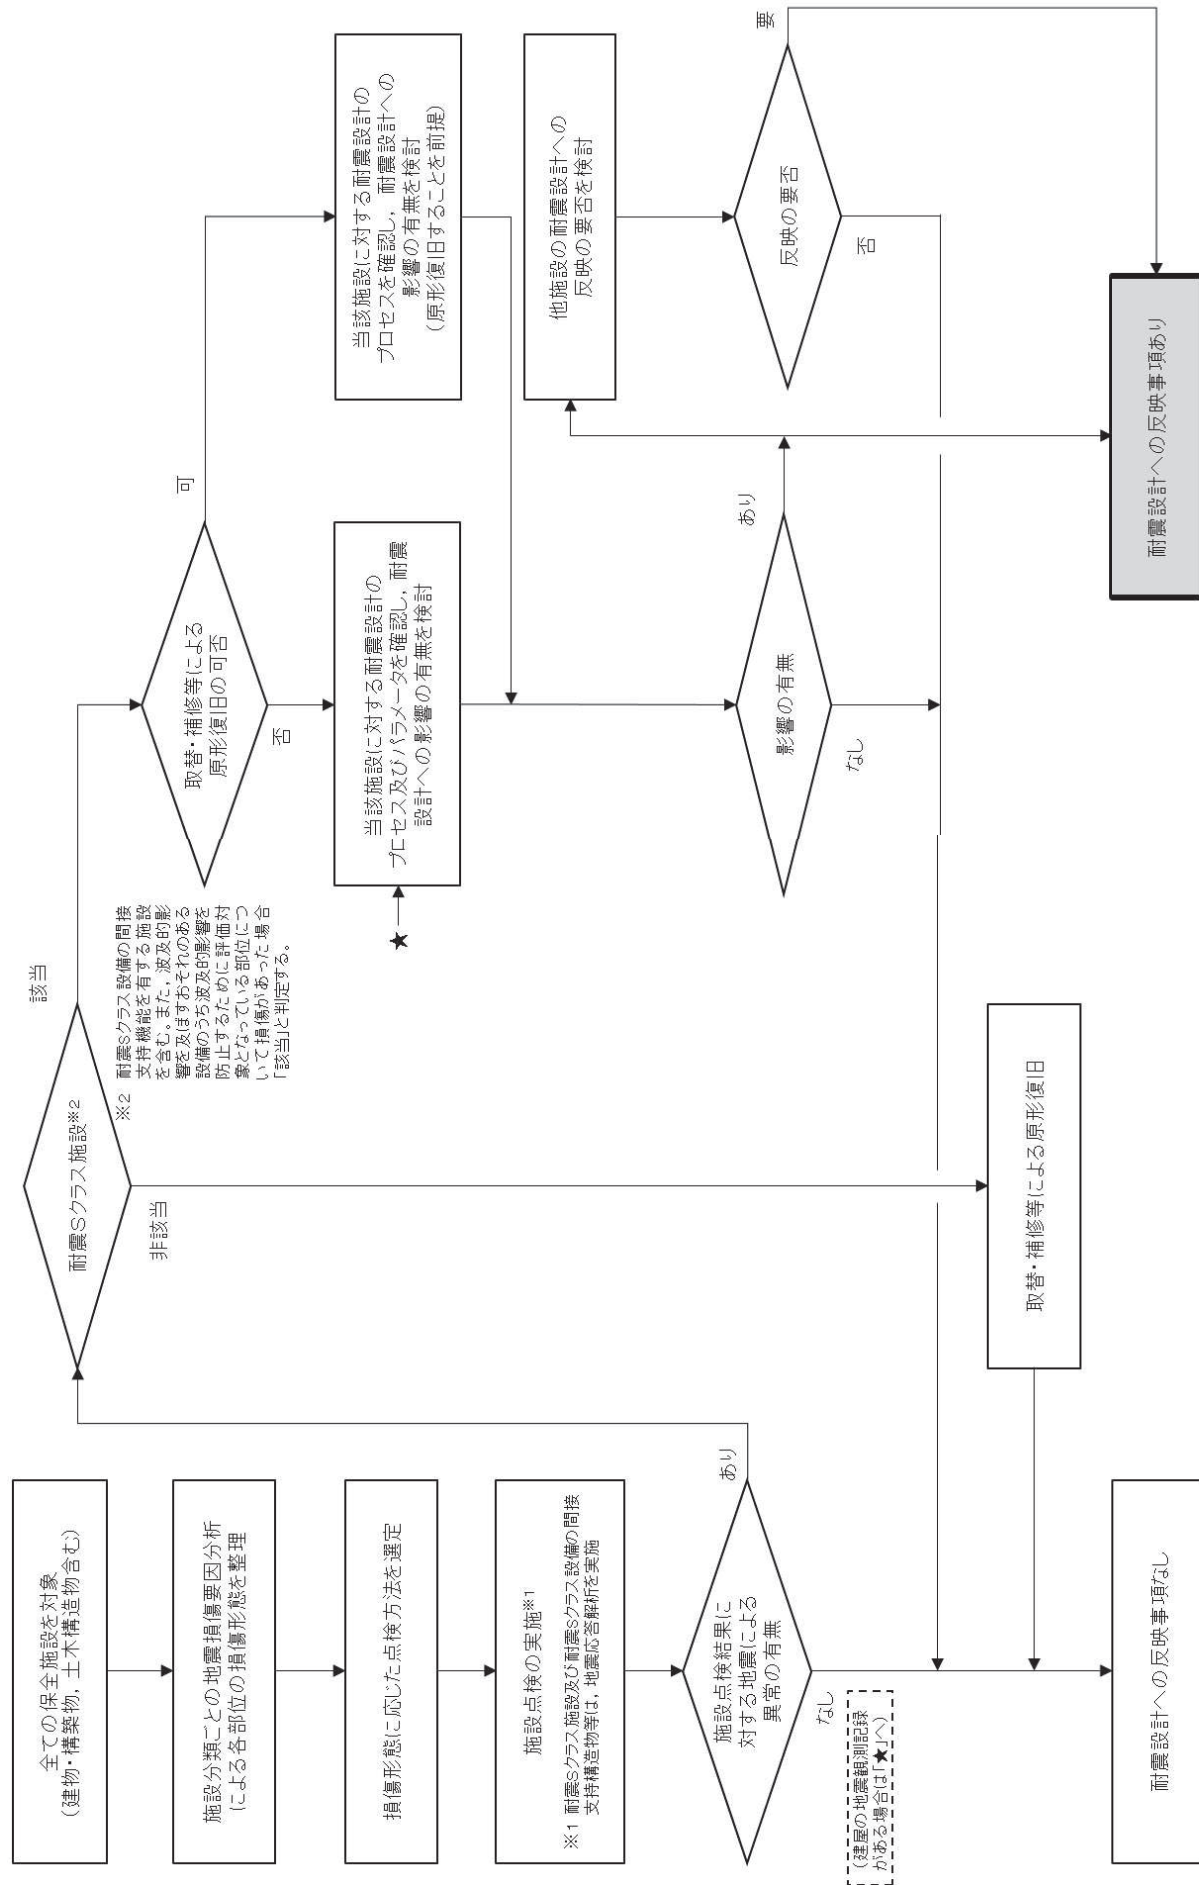 全ての保全施設を対象
（建物・構築物，土木構造物含む）
施設分類ごとの地震損傷要因分析
による各部位の損傷形態を整理
損傷形態に応じた点検方法を選定
施設点検の実施※1
※1 耐震Sクラス施設及び耐震Sクラス設備の間接
支持構造物等は，地震応答解析を実施
施設点検結果に
対する地震による
異常の有無
あり
なし
（建屋の地震観測記録
がある場合は「★」へ）
耐震設計への反映事項なし
耐震Sクラス施設※2
該当
非該当
※2 耐震Sクラス設備の間接
支持機能を有する施設
を含む。また，波及的影
響を及ぼすおそれのある
設備のうち波及的影響を
防止するために評価対
象となっている部位につ
いて損傷があった場合
「該当」と判定する。
取替・補修等による原形復旧
取替・補修等による
原形復旧の可否
可
否
★
当該施設に対する耐震設計の
プロセス及びパラメータを確認し，耐震
設計への影響の有無を検討
当該施設に対する耐震設計の
プロセスを確認し，耐震設計への
影響の有無を検討
（原形復旧することを前提）
影響の有無
あり
なし
他施設の耐震設計への
反映の要否を検討
反映の要否
要
否
耐震設計への反映事項あり